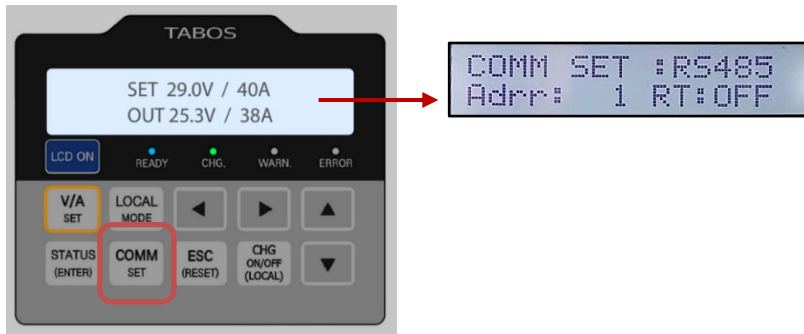 TABOS
SET 29.0V / 40A
OUT 25.3V / 38A
LCD ON
READY
CHG.
WARN.
ERROR
V/A
SET
LOCAL
MODE
STATUS
(ENTER)
COMM
SET
ESC
(RESET)
CHG
ON/OFF
(LOCAL)
COMM SET :RS485
Adrr: 1 RT:OFF